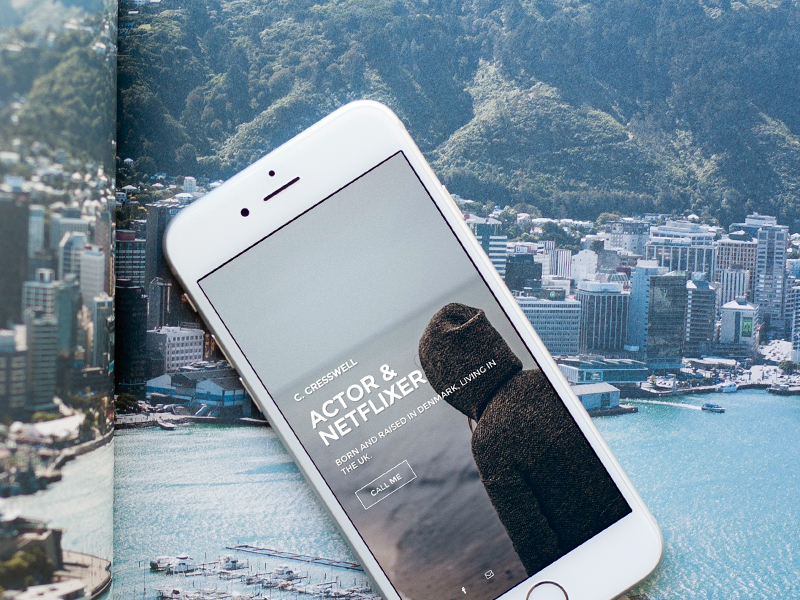 C. CRESSWELL
ACTOR &
NETFLIXER
BORN AND RAISED IN DENMARK, LIVING IN
THE UK.
CALL ME